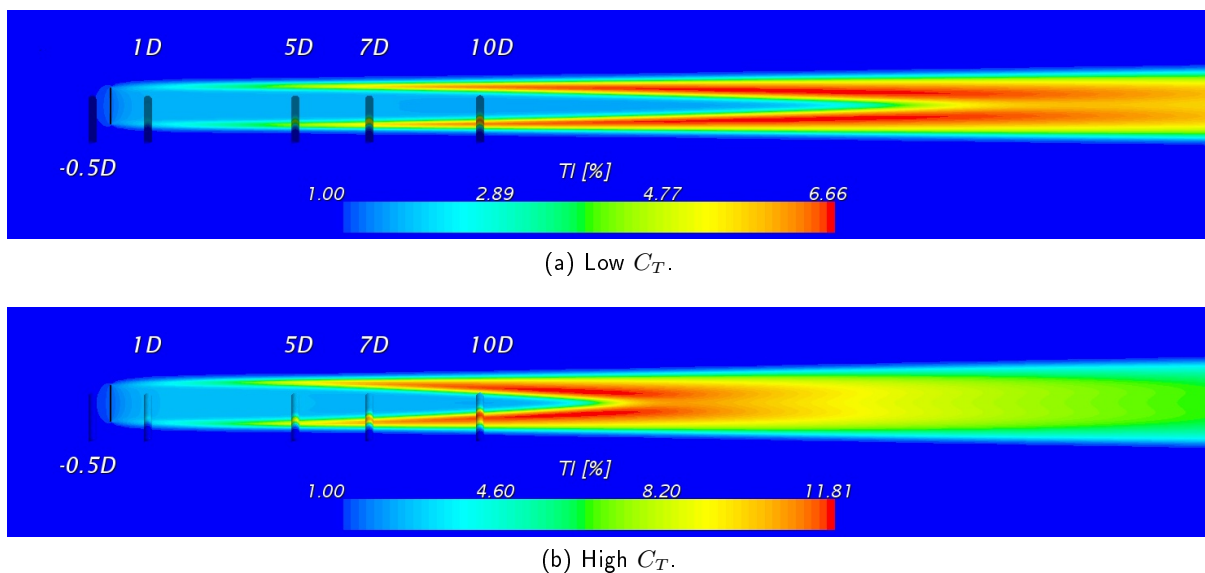 1D 5D 7D 10D
-0.5D
TI [%]
1.00 2.89 4.77 6.66
(a) Low C_T.
1D 5D 7D 10D
-0.5D
TI [%]
1.00 4.60 8.20 11.81
(b) High C_T.